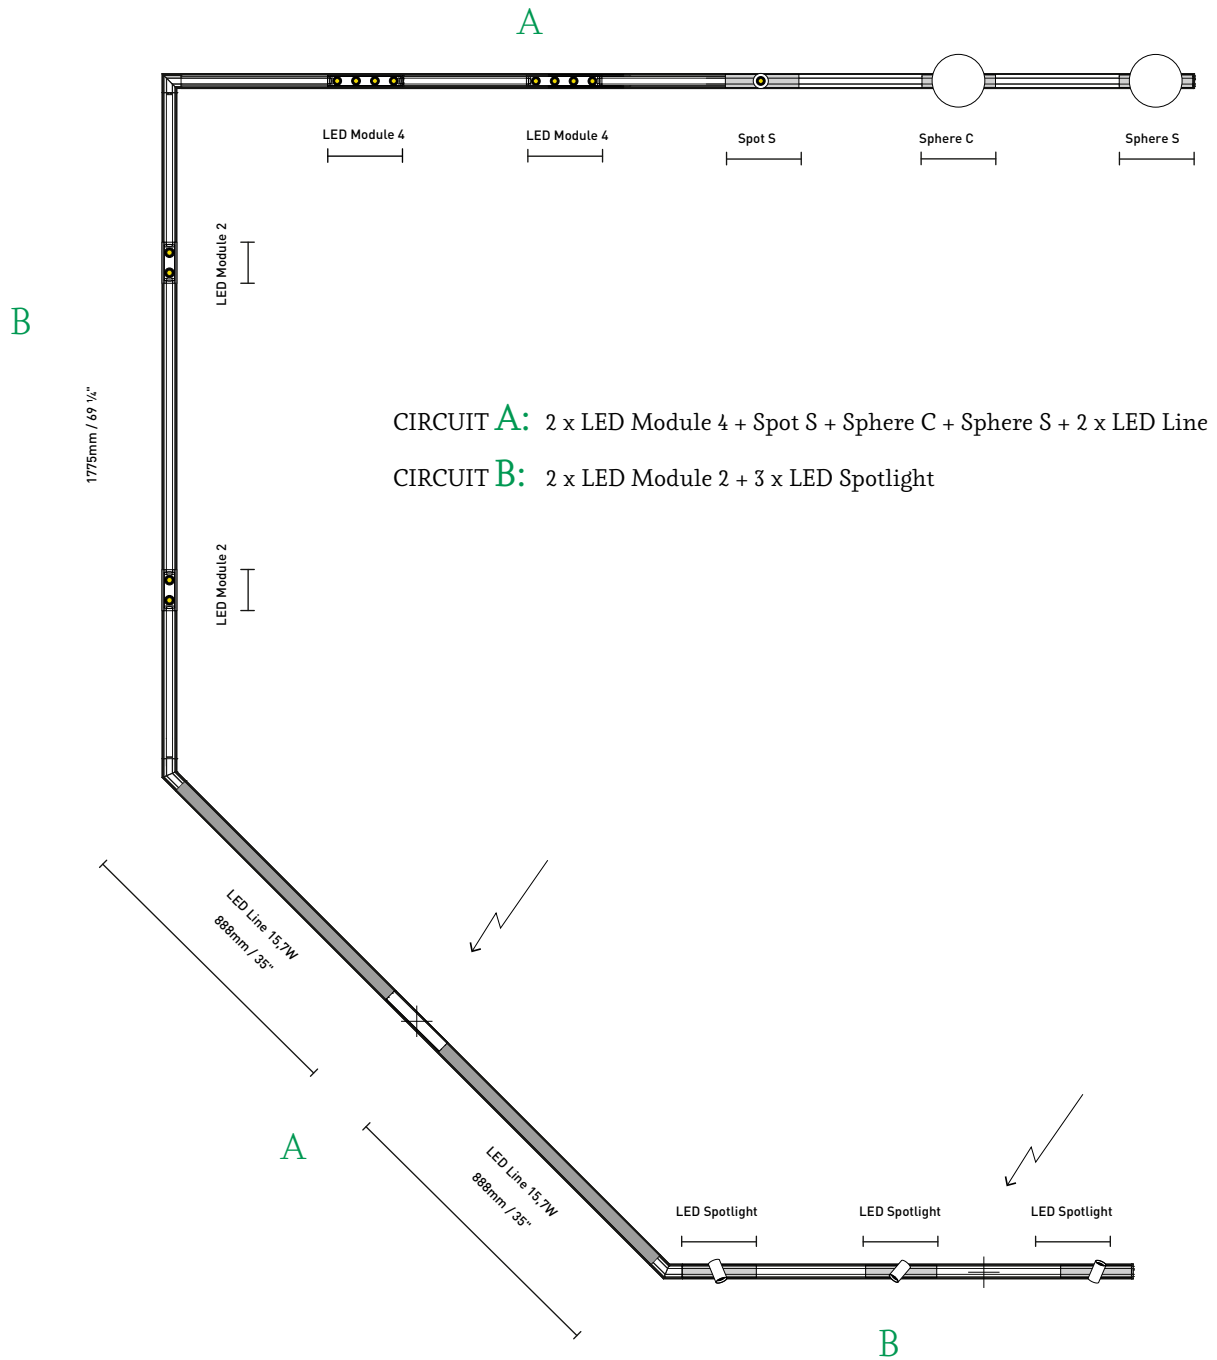 A
LED Module 4
LED Module 4
Spot S
Sphere C
Sphere S
LED Module 2
B
1775mm / 69 ¼"
CIRCUIT A: 2 x LED Module 4 + Spot S + Sphere C + Sphere S + 2 x LED Line
CIRCUIT B: 2 x LED Module 2 + 3 x LED Spotlight
LED Module 2
LED Line 15,7W
888mm / 35"
A
LED Line 15,7W
888mm / 35"
LED Spotlight
LED Spotlight
LED Spotlight
B